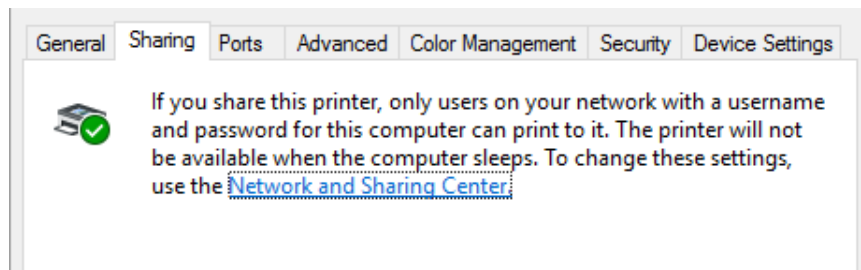 General Sharing Ports Advanced Color Management Security Device Settings
If you share this printer, only users on your network with a username
and password for this computer can print to it. The printer will not
be available when the computer sleeps. To change these settings,
use the Network and Sharing Center.